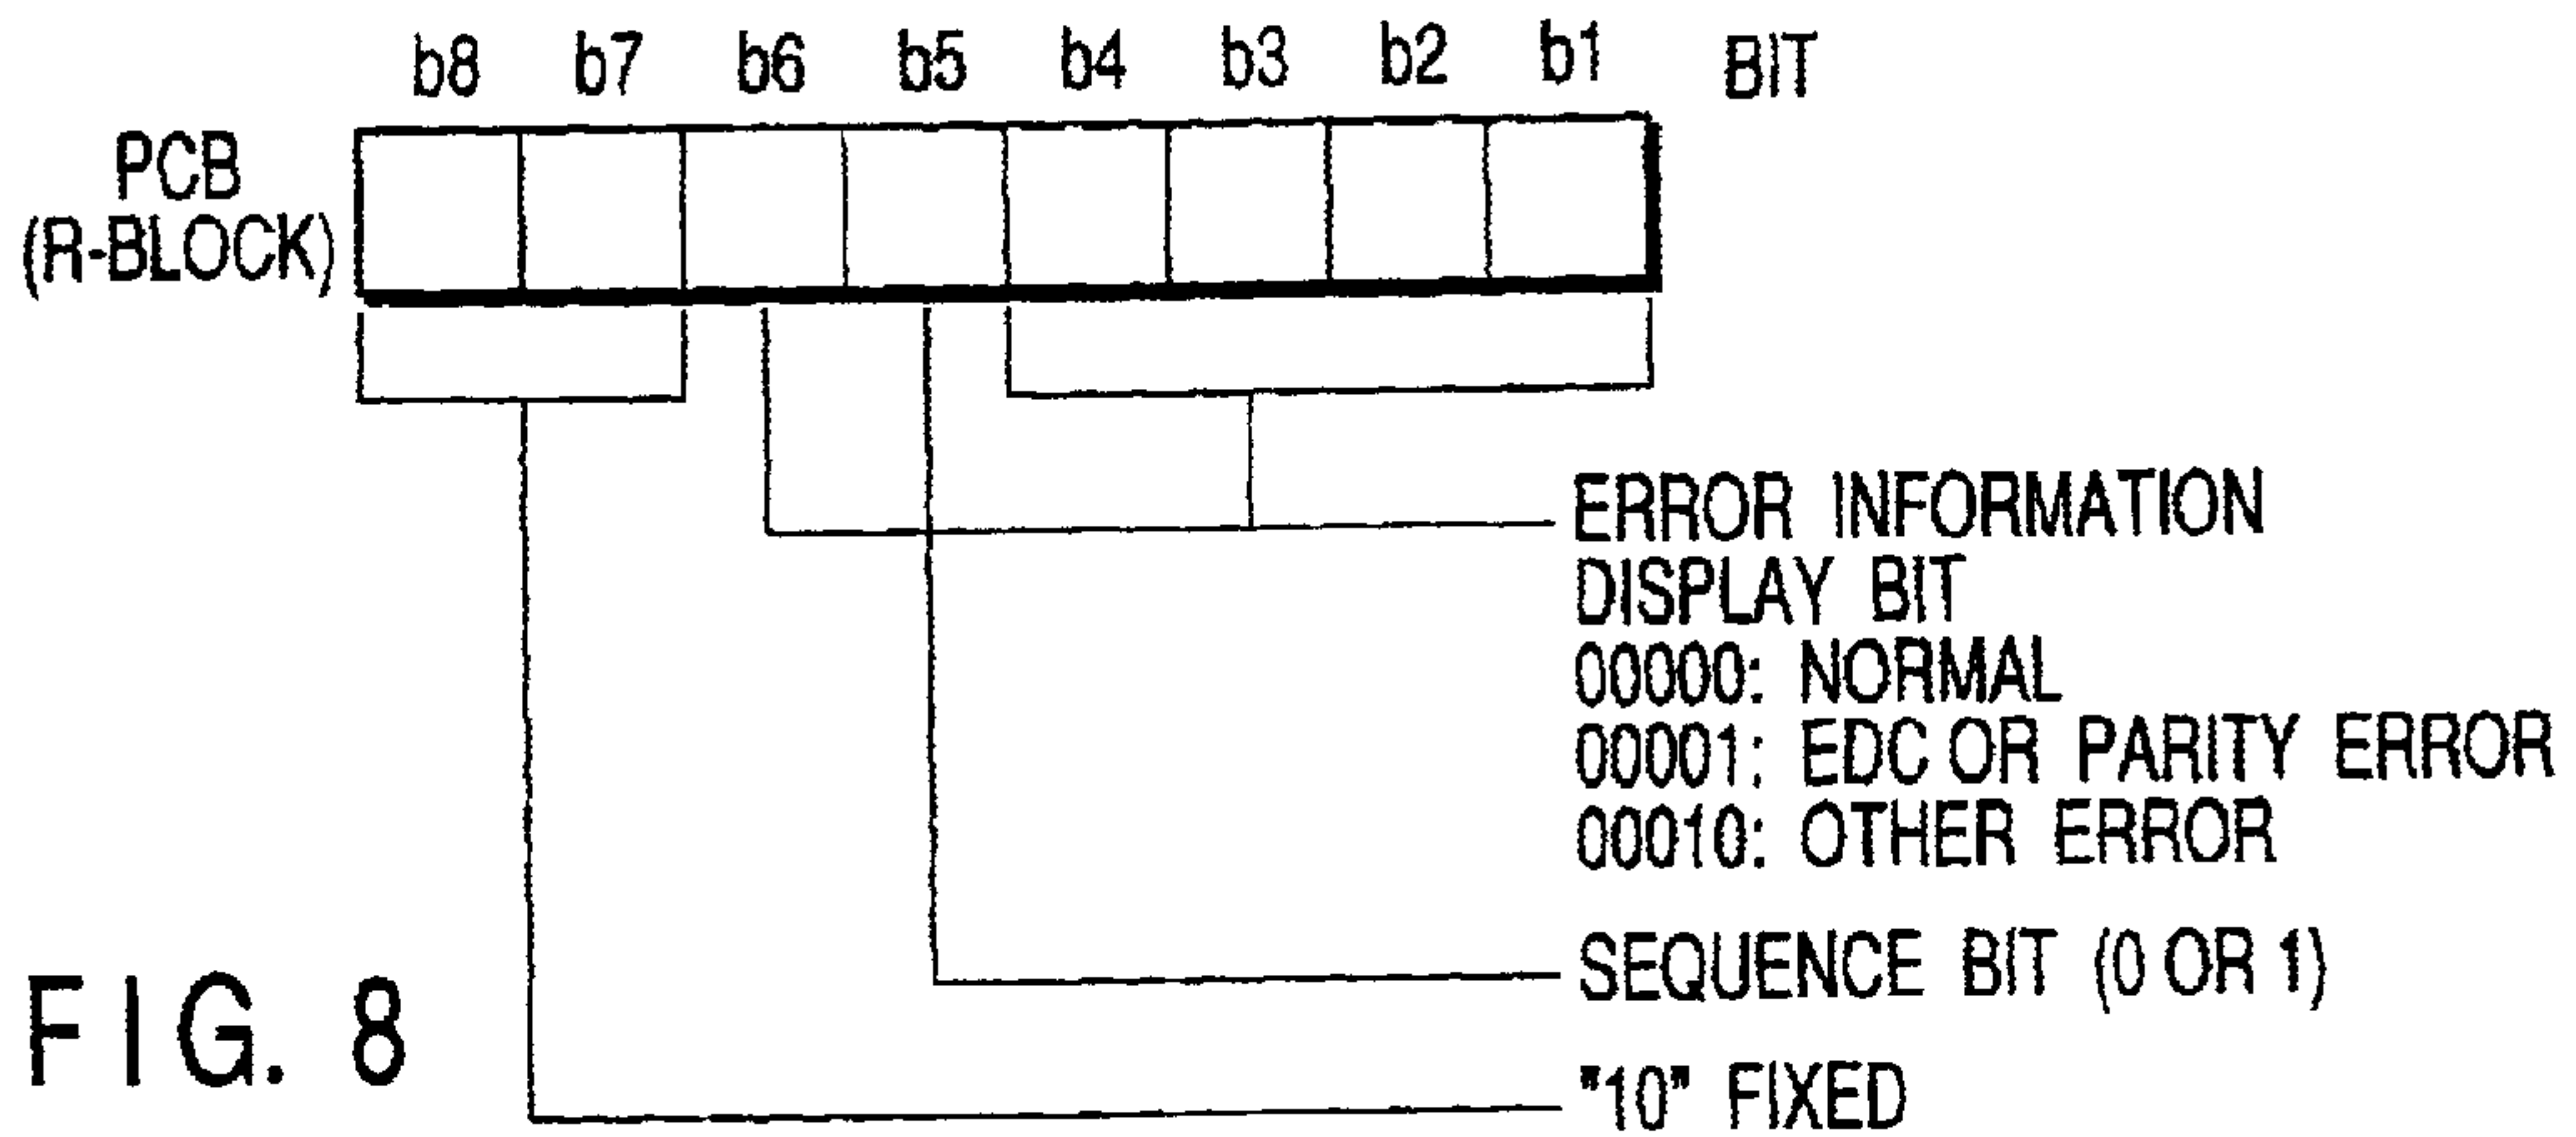 b8 b7 b6 b5 b4 b3 b2 b1 BIT
PCB
(R-BLOCK)
ERROR INFORMATION
DISPLAY BIT
00000: NORMAL
00001: EDC OR PARITY ERROR
00010: OTHER ERROR
SEQUENCE BIT (0 OR 1)
"10" FIXED
FIG. 8